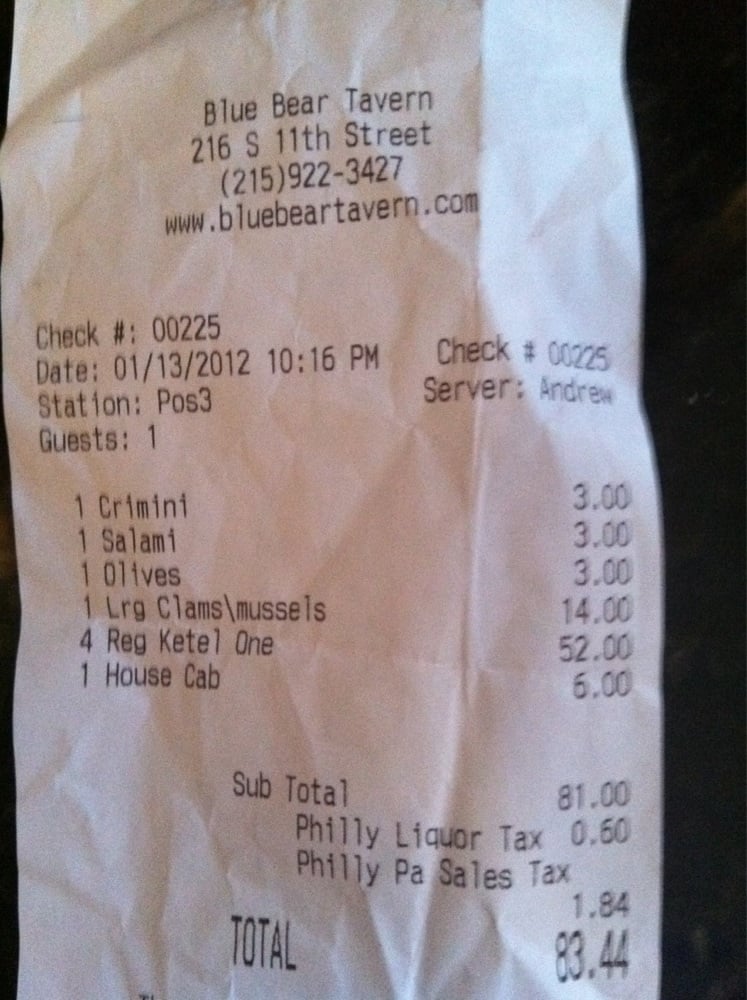 Blue Bear Tavern
216 S 11th Street
(215)922-3427
www.bluebeartavern.com
Check #: 00225
Date: 01/13/2012 10:16 PM Check # 00225
Station: Pos3 Server: Andrew
Guests: 1
1 Crimini 3.00
1 Salami 3.00
1 Olives 3.00
1 Lrg Clams\mussels 14.00
4 Reg Ketel One 52.00
1 House Cab 6.00
Sub Total 81.00
Philly Liquor Tax 0.60
Philly Pa Sales Tax
1.84
TOTAL 83.44